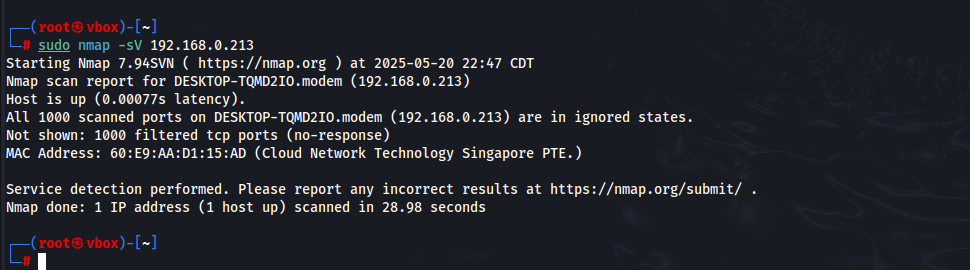 ┌──(root㉿vbox)-[~]
└─# sudo nmap -sV 192.168.0.213
Starting Nmap 7.94SVN ( https://nmap.org ) at 2025-05-20 22:47 CDT
Nmap scan report for DESKTOP-TQMD2IO.modem (192.168.0.213)
Host is up (0.00077s latency).
All 1000 scanned ports on DESKTOP-TQMD2IO.modem (192.168.0.213) are in ignored states.
Not shown: 1000 filtered tcp ports (no-response)
MAC Address: 60:E9:AA:D1:15:AD (Cloud Network Technology Singapore PTE.)

Service detection performed. Please report any incorrect results at https://nmap.org/submit/ .
Nmap done: 1 IP address (1 host up) scanned in 28.98 seconds

┌──(root㉿vbox)-[~]
└─#